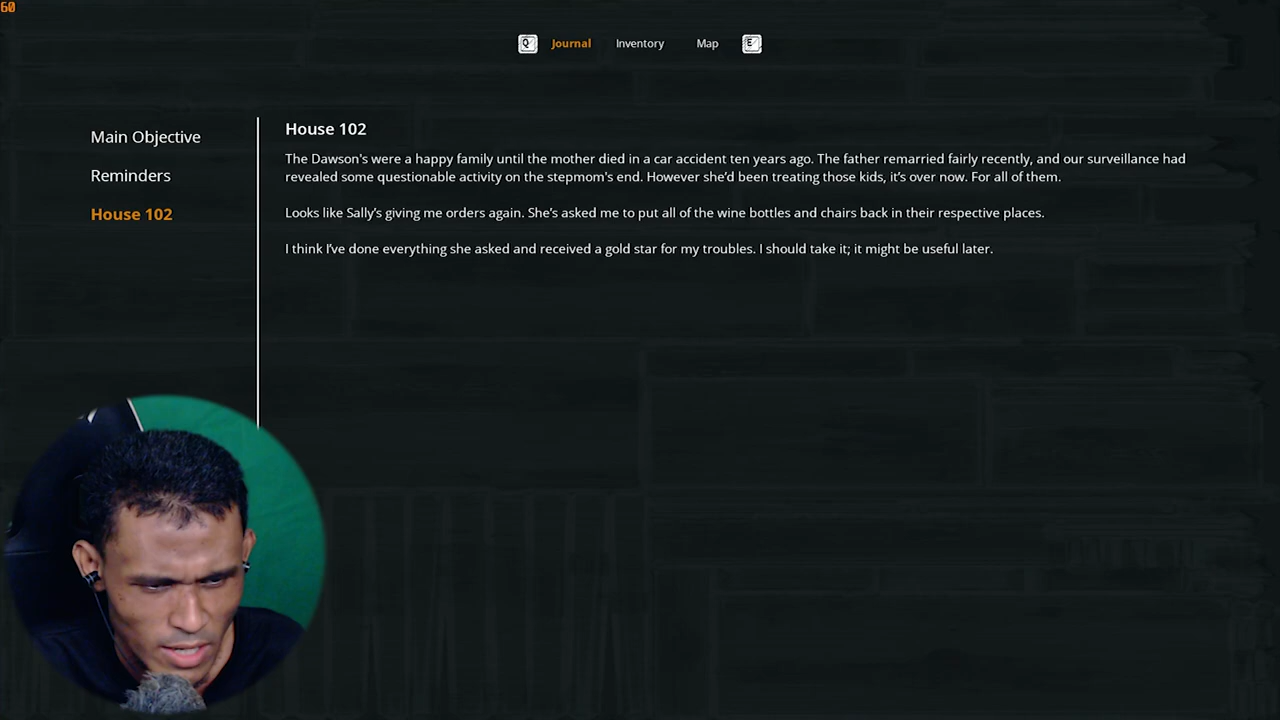 60
Q Journal Inventory Map E
Main Objective
Reminders
House 102
House 102
The Dawson's were a happy family until the mother died in a car accident ten years ago. The father remarried fairly recently, and our surveillance had
revealed some questionable activity on the stepmom's end. However she’d been treating those kids, it’s over now. For all of them.
Looks like Sally’s giving me orders again. She’s asked me to put all of the wine bottles and chairs back in their respective places.
I think I’ve done everything she asked and received a gold star for my troubles. I should take it; it might be useful later.